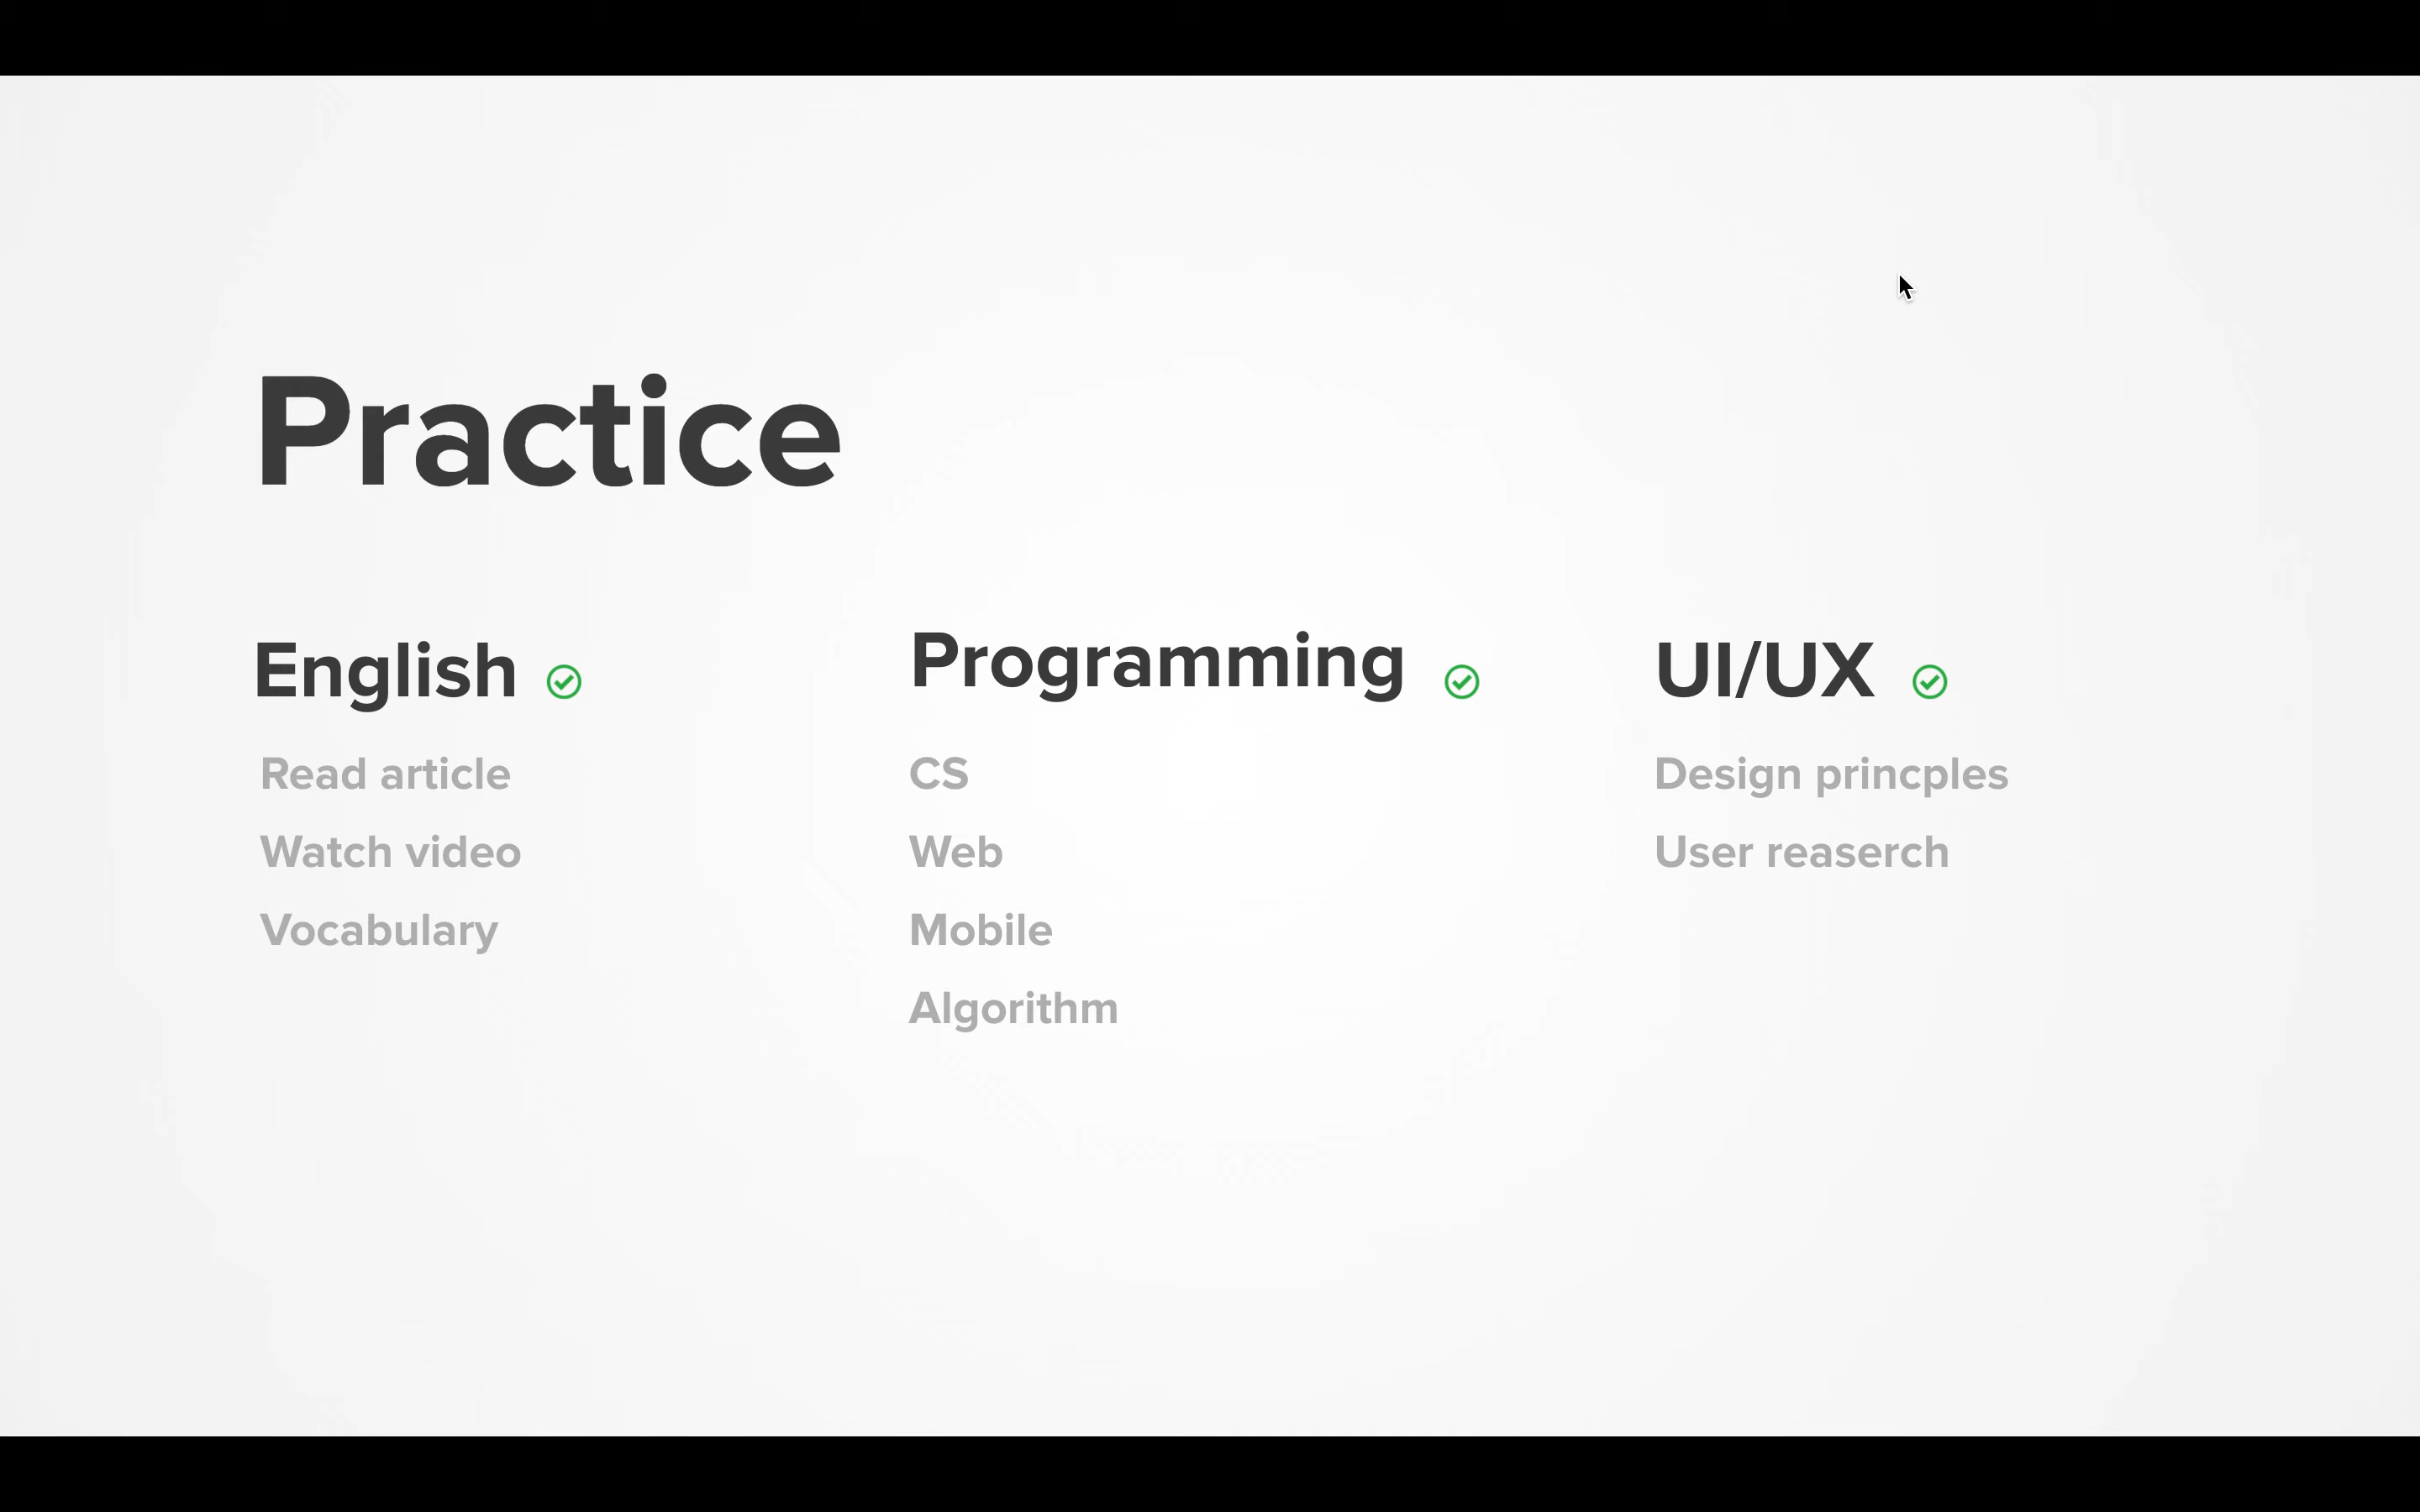 Practice
English
Read article
Watch video
Vocabulary
Programming
CS
Web
Mobile
Algorithm
UI/UX
Design princples
User reaserch